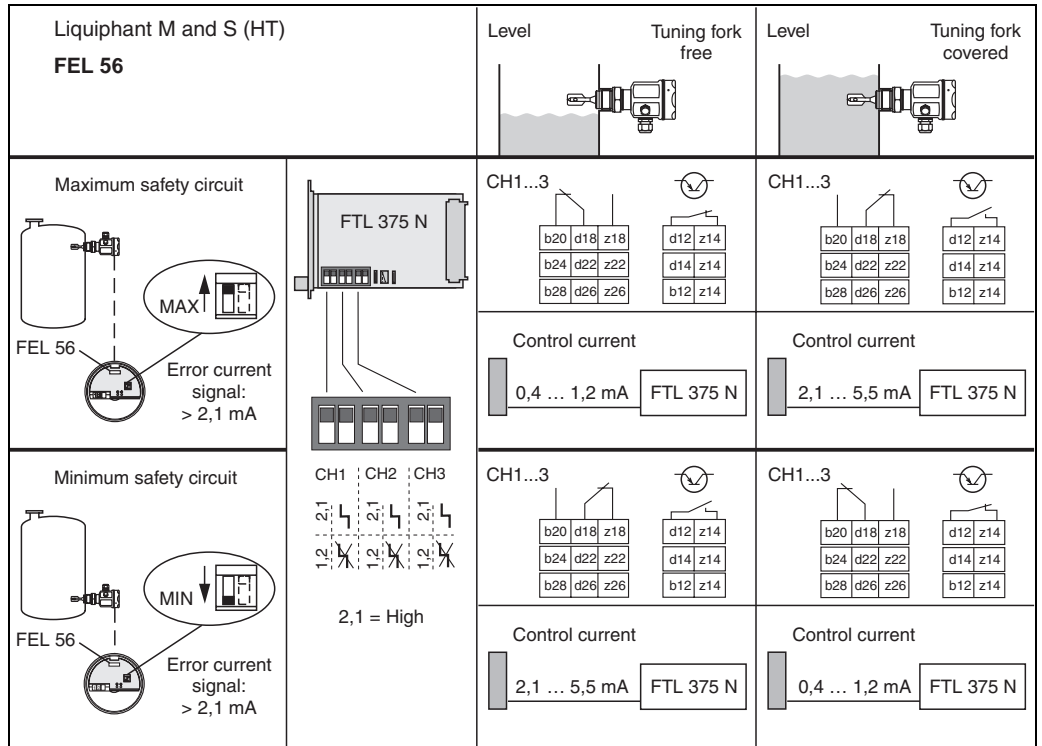 Liquiphant M and S (HT)
FEL 56
Level
Tuning fork
free
Level
Tuning fork
covered
Maximum safety circuit
MAX
FEL 56
Error current
signal:
> 2,1 mA
FTL 375 N
CH1 CH2 CH3
2,1 2,1 2,1
1,2 1,2 1,2
2,1 = High
CH1...3
b20 d18 z18 d12 z14
b24 d22 z22 d14 z14
b28 d26 z26 b12 z14
CH1...3
b20 d18 z18 d12 z14
b24 d22 z22 d14 z14
b28 d26 z26 b12 z14
Control current
0,4 … 1,2 mA FTL 375 N
Control current
2,1 … 5,5 mA FTL 375 N
Minimum safety circuit
MIN
FEL 56
Error current
signal:
> 2,1 mA
CH1...3
b20 d18 z18 d12 z14
b24 d22 z22 d14 z14
b28 d26 z26 b12 z14
CH1...3
b20 d18 z18 d12 z14
b24 d22 z22 d14 z14
b28 d26 z26 b12 z14
Control current
2,1 … 5,5 mA FTL 375 N
Control current
0,4 … 1,2 mA FTL 375 N